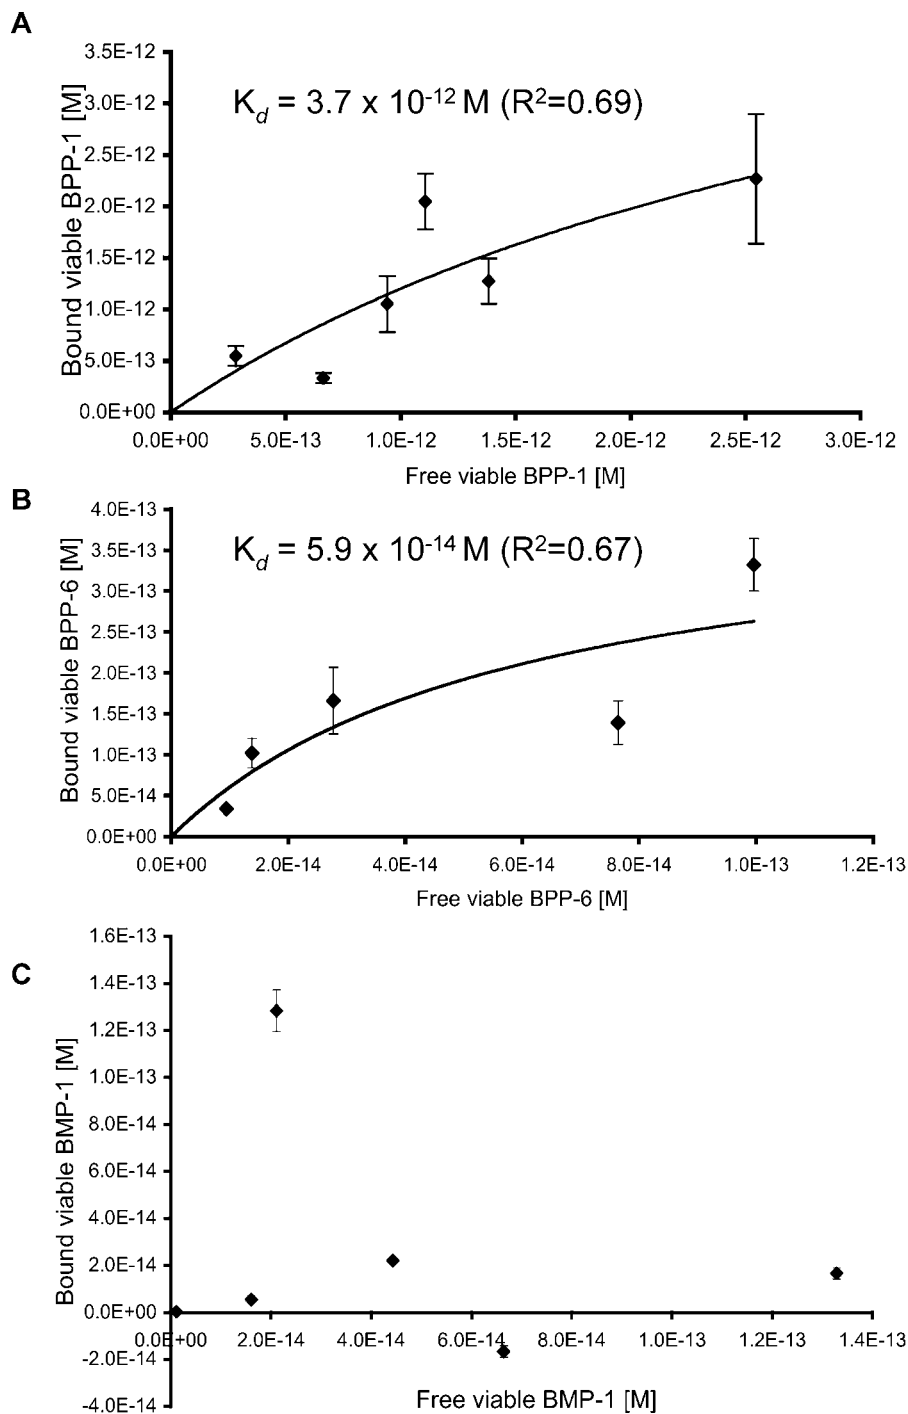 A
3.5E-12
3.0E-12
2.5E-12
2.0E-12
1.5E-12
1.0E-12
5.0E-13
0.0E+00
Bound viable BPP-1 [M]
Kd = 3.7 x 10-12 M (R2=0.69)
0.0E+00 5.0E-13 1.0E-12 1.5E-12 2.0E-12 2.5E-12 3.0E-12
Free viable BPP-1 [M]
B
4.0E-13
3.5E-13
3.0E-13
2.5E-13
2.0E-13
1.5E-13
1.0E-13
5.0E-14
0.0E+00
Bound viable BPP-6 [M]
Kd = 5.9 x 10-14 M (R2=0.67)
0.0E+00 2.0E-14 4.0E-14 6.0E-14 8.0E-14 1.0E-13 1.2E-13
Free viable BPP-6 [M]
C
1.6E-13
1.4E-13
1.2E-13
1.0E-13
8.0E-14
6.0E-14
4.0E-14
2.0E-14
0.0E+00
-2.0E-14
-4.0E-14
Bound viable BMP-1 [M]
0.0E+00 2.0E-14 4.0E-14 6.0E-14 8.0E-14 1.0E-13 1.2E-13 1.4E-13
Free viable BMP-1 [M]